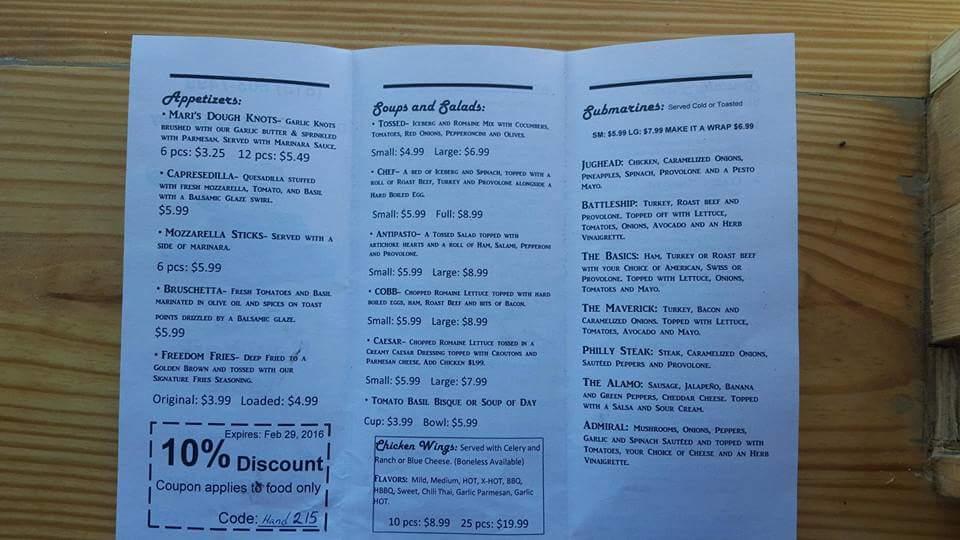 Appetizers:
• Mari's Dough Knots– Garlic Knots
brushed with our Garlic butter & sprinkled
with Parmesan. Served with Marinara Sauce.
6 pcs: $3.25 12 pcs: $5.49
• Capresedilla– Quesadilla stuffed
with fresh mozzarella, Tomato, and Basil
with a Balsamic Glaze swirl.
$5.99
• Mozzarella Sticks– Served with a
side of marinara.
6 pcs: $5.99
• Bruschetta– Fresh Tomatoes and Basil
marinated in olive oil and spices on toast
points drizzled by a Balsamic glaze.
$5.99
• Freedom Fries– Deep Fried to a
Golden Brown and tossed with our
Signature Fries Seasoning.
Original: $3.99 Loaded: $4.99
Expires: Feb 29, 2016
10% Discount
Coupon applies to food only
Code: Hand 215
Soups and Salads:
• Tossed– Iceberg and Romaine Mix with Cucumbers,
Tomatoes, Red Onions, Pepperoncini and Olives.
Small: $4.99 Large: $6.99
• Chef– A bed of Iceberg and Spinach, topped with a
roll of Roast Beef, Turkey and Provolone alongside a
Hard Boiled Egg.
Small: $5.99 Full: $8.99
• Antipasto– A Tossed Salad topped with
artichoke hearts and a roll of Ham, Salami, Pepperoni
and Provolone.
Small: $5.99 Large: $8.99
• COBB– Chopped Romaine Lettuce topped with hard
boiled eggs, ham, Roast Beef and bits of Bacon.
Small: $5.99 Large: $8.99
• Caesar– Chopped Romaine Lettuce tossed in a
Creamy Caesar Dressing topped with Croutons and
Parmesan cheese. Add Chicken $1.99.
Small: $5.99 Large: $7.99
• Tomato Basil Bisque or Soup of Day
Cup: $3.99 Bowl: $5.99
Chicken Wings: Served with Celery and
Ranch or Blue Cheese. (Boneless Available)
Flavors: Mild, Medium, HOT, X-HOT, BBQ,
HBBQ, Sweet, Chili Thai, Garlic Parmesan, Garlic
HOT.
10 pcs: $8.99 25 pcs: $19.99
Submarines: Served Cold or Toasted
SM: $5.99 LG: $7.99 MAKE IT A WRAP $6.99
Jughead: Chicken, Caramelized Onions,
Pineapples, Spinach, Provolone and a Pesto
Mayo.
Battleship: Turkey, Roast beef and
Provolone. Topped off with Lettuce,
Tomatoes, Onions, Avocado and an Herb
Vinaigrette.
The Basics: Ham, Turkey or Roast beef
with your Choice of American, Swiss or
Provolone. Topped with Lettuce, Onions,
Tomatoes and Mayo.
The Maverick: Turkey, Bacon and
Caramelized Onions. Topped with Lettuce,
Tomatoes, Avocado and Mayo.
Philly Steak: Steak, Caramelized Onions,
Sautéed Peppers and Provolone.
The Alamo: Sausage, Jalapeño, Banana
and Green Peppers, Cheddar Cheese. Topped
with a Salsa and Sour Cream.
Admiral: Mushrooms, Onions, Peppers,
Garlic and Spinach Sautéed and topped with
Tomatoes, your Choice of Cheese and an Herb
Vinaigrette.